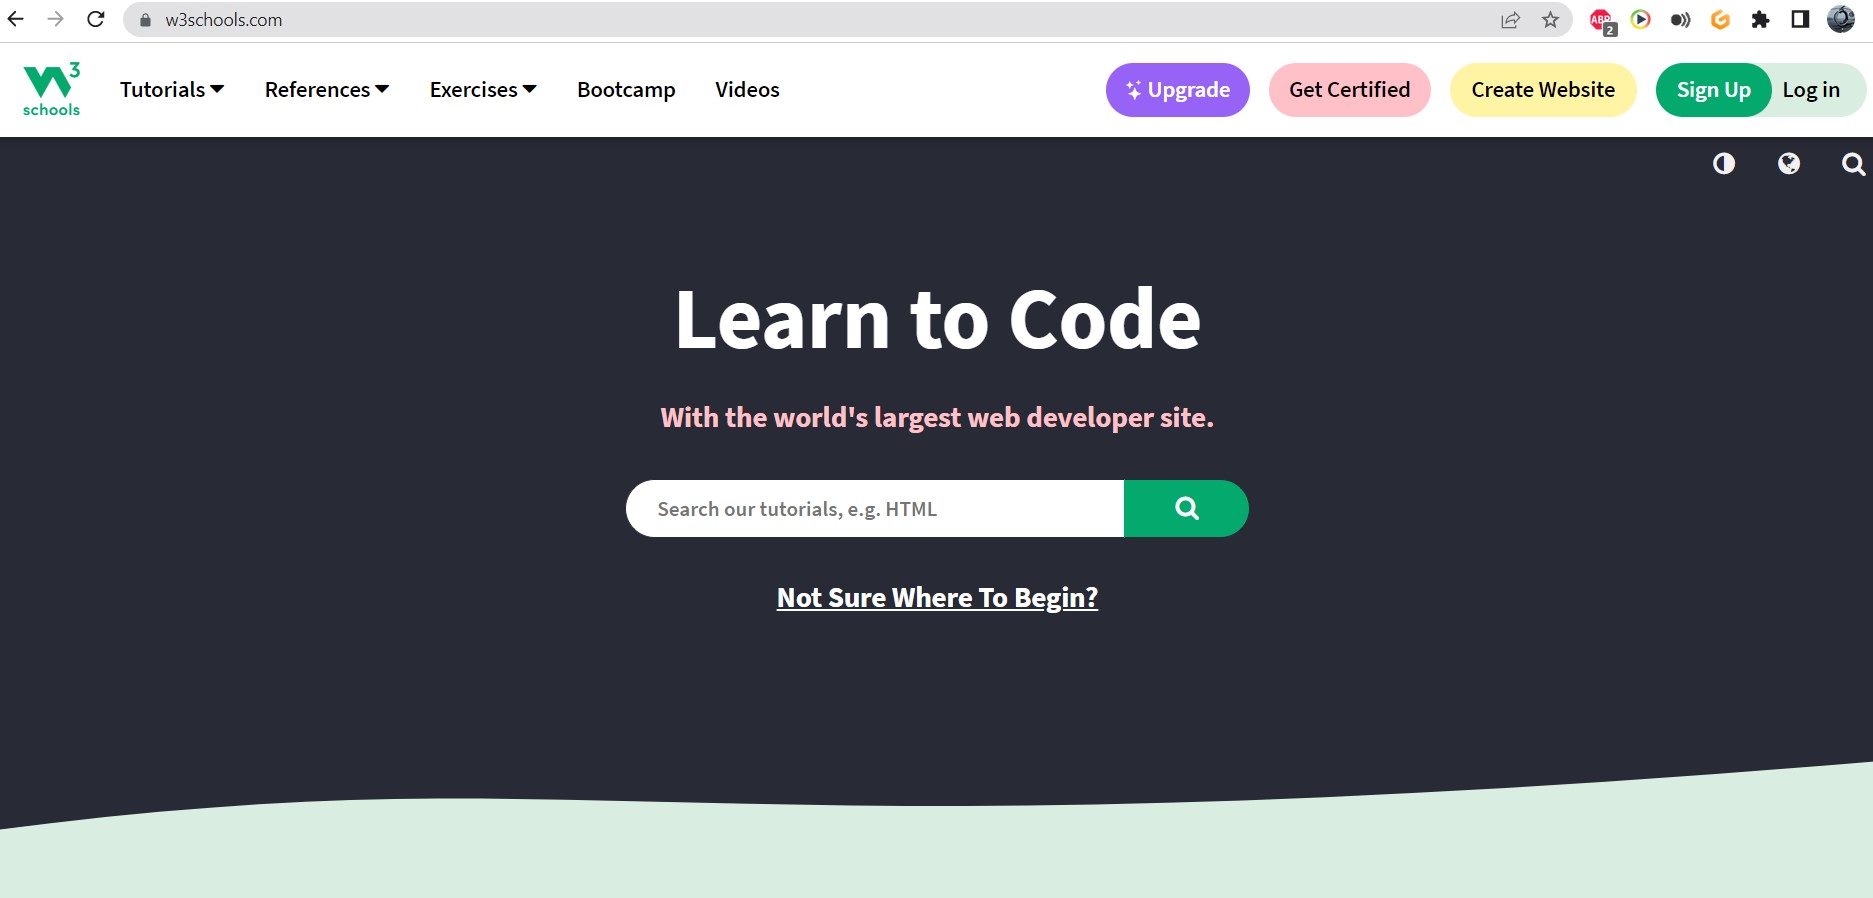 w3schools.com
ABP
2
W3
schools
Tutorials
References
Exercises
Bootcamp
Videos
Upgrade
Get Certified
Create Website
Sign Up
Log in
Learn to Code
With the world's largest web developer site.
Search our tutorials, e.g. HTML
Not Sure Where To Begin?